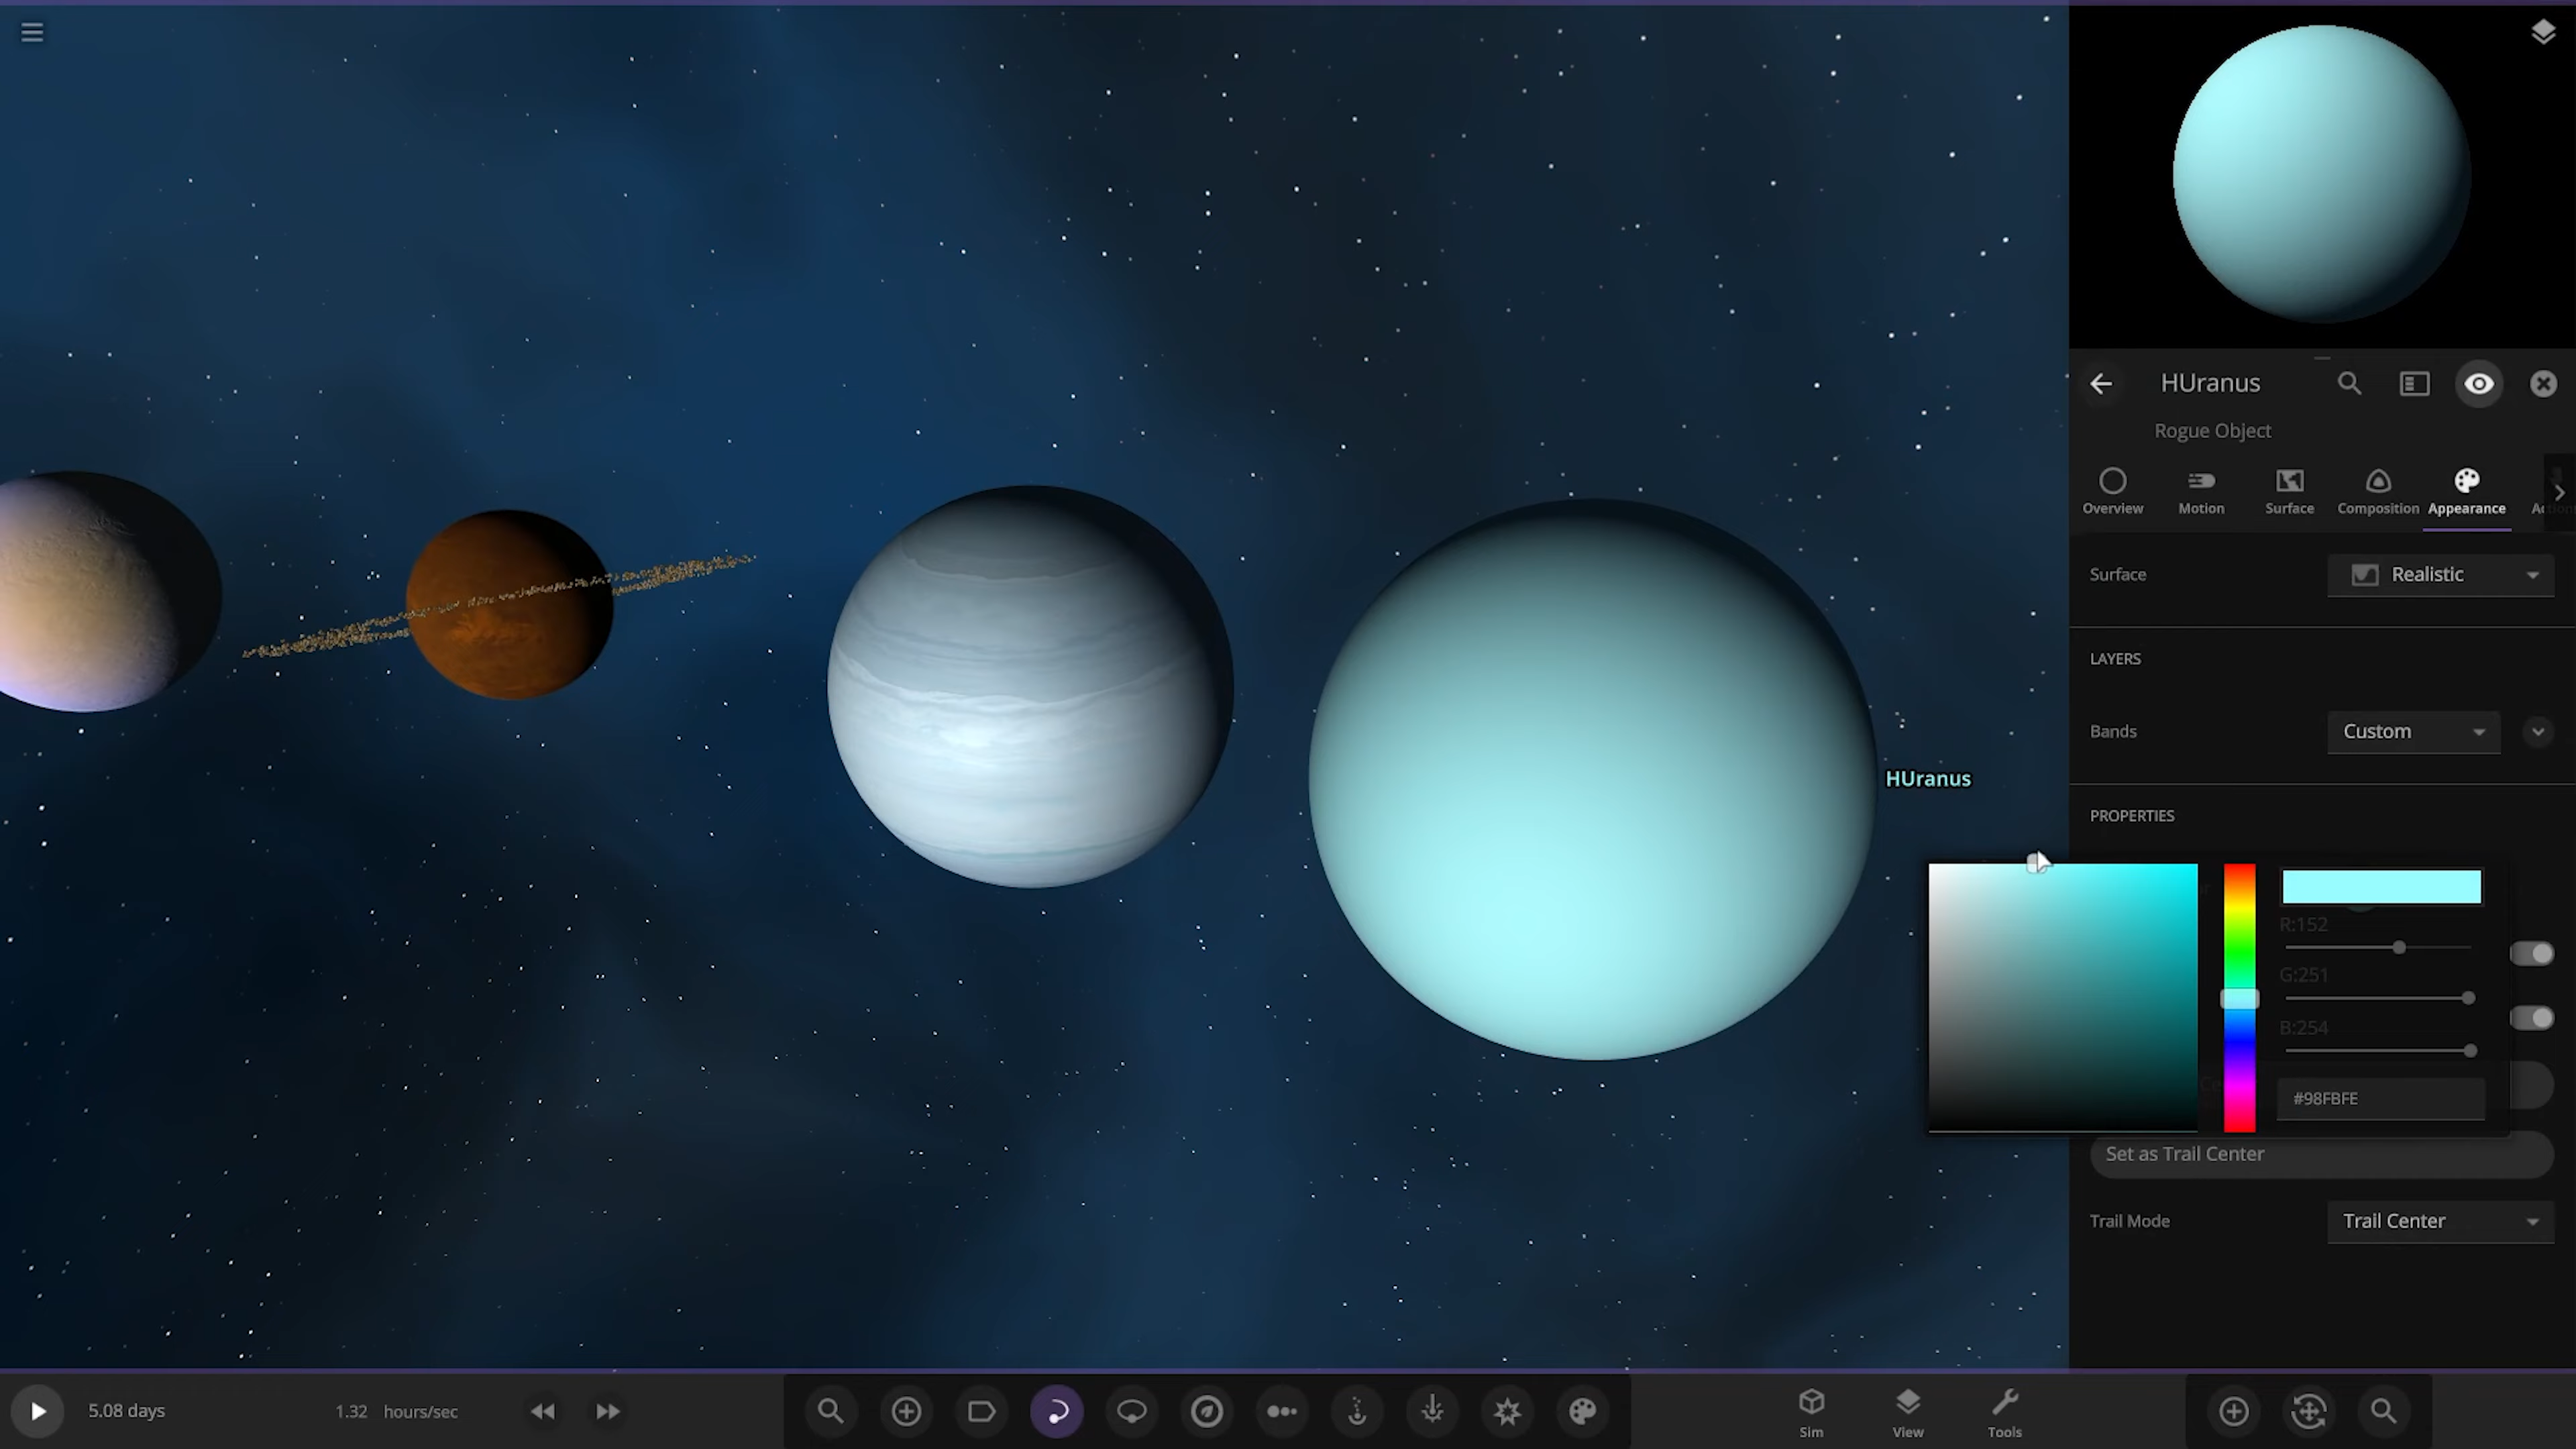 HUranus
Rogue Object
Overview
Motion
Surface
Composition
Appearance
Surface
Realistic
LAYERS
Bands
Custom
PROPERTIES
HUranus
R:152
G:251
B:254
#98FBFE
Set as Trail Center
Trail Mode
Trail Center
5.08 days
1.32 hours/sec
Sim
View
Tools